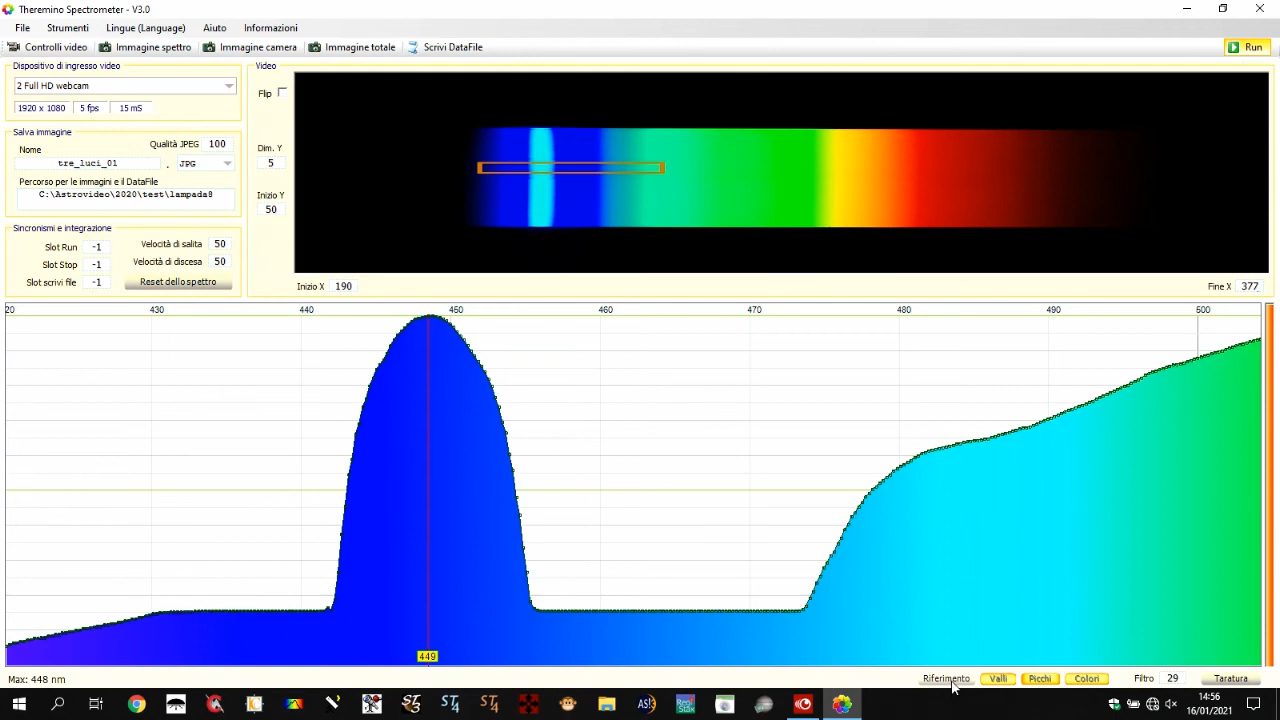 Theremino Spectrometer - V3.0
File Strumenti Lingue (Language) Aiuto Informazioni
Controlli video Immagine spettro Immagine camera Immagine totale Scrivi DataFile Run
Dispositivo di ingresso video
2 Full HD webcam
1920 x 1080 5 fps 15 mS
Salva immagine
Qualità JPEG 100
Nome
tre_luci_01 . JPG
Percorso per le immagini e il DataFile
C:\Astrovideo\2020\test\lampada8
Sincronismi e integrazione
Slot Run -1 Velocità di salita 50
Slot Stop -1 Velocità di discesa 50
Slot scrivi file -1 Reset dello spettro
Video
Flip
Dim. Y
5
Inizio Y
50
Inizio X 190 Fine X 377
20 430 440 450 460 470 480 490 500
449
Max: 448 nm Riferimento Valli Picchi Colori Filtro 29 Taratura
14:56
16/01/2021